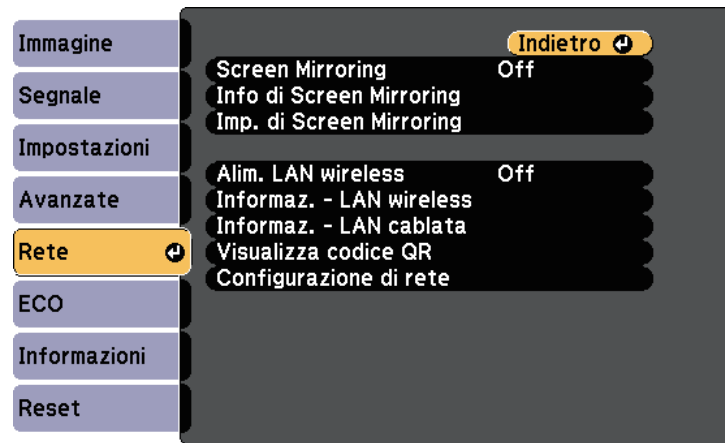 Immagine
Segnale
Impostazioni
Avanzate
Rete
ECO
Informazioni
Reset
Indietro
Screen Mirroring Off
Info di Screen Mirroring
Imp. di Screen Mirroring
Alim. LAN wireless Off
Informaz. - LAN wireless
Informaz. - LAN cablata
Visualizza codice QR
Configurazione di rete